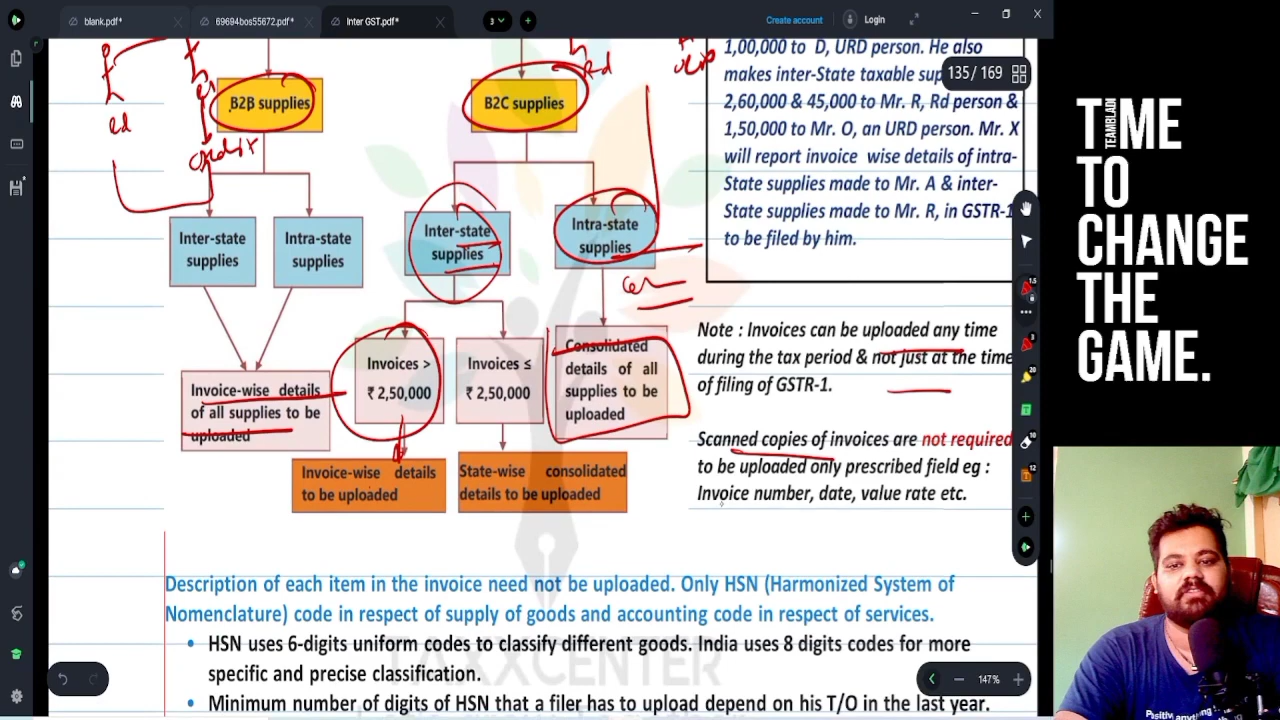 blank.pdf*
69694bos55672.pdf*
Inter GST.pdf*
3
Create account
Login
135/169
B2B supplies
B2C supplies
Rd
ed
Inter-state
supplies
Intra-state
supplies
Inter-state
supplies
Intra-state
supplies
Invoice-wise details
of all supplies to be
uploaded
Invoices >
₹ 2,50,000
Invoices ≤
₹ 2,50,000
Consolidated
details of all
supplies to be
uploaded
Invoice-wise details
to be uploaded
State-wise consolidated
details to be uploaded
1,00,000 to D, URD person. He also
makes inter-State taxable sup
2,60,000 & 45,000 to Mr. R, Rd person &
1,50,000 to Mr. O, an URD person. Mr. X
will report invoice wise details of intra-
State supplies made to Mr. A & inter-
State supplies made to Mr. R, in GSTR-1
to be filed by him.
Note : Invoices can be uploaded any time
during the tax period & not just at the time
of filing of GSTR-1.
Scanned copies of invoices are not required
to be uploaded only prescribed field eg :
Invoice number, date, value rate etc.
Description of each item in the invoice need not be uploaded. Only HSN (Harmonized System of
Nomenclature) code in respect of supply of goods and accounting code in respect of services.
• HSN uses 6-digits uniform codes to classify different goods. India uses 8 digits codes for more
specific and precise classification.
• Minimum number of digits of HSN that a filer has to upload depend on his T/O in the last year.
TAXXCENTER
147%
TIME
TEAMBLADE
TO
CHANGE
THE
GAME.